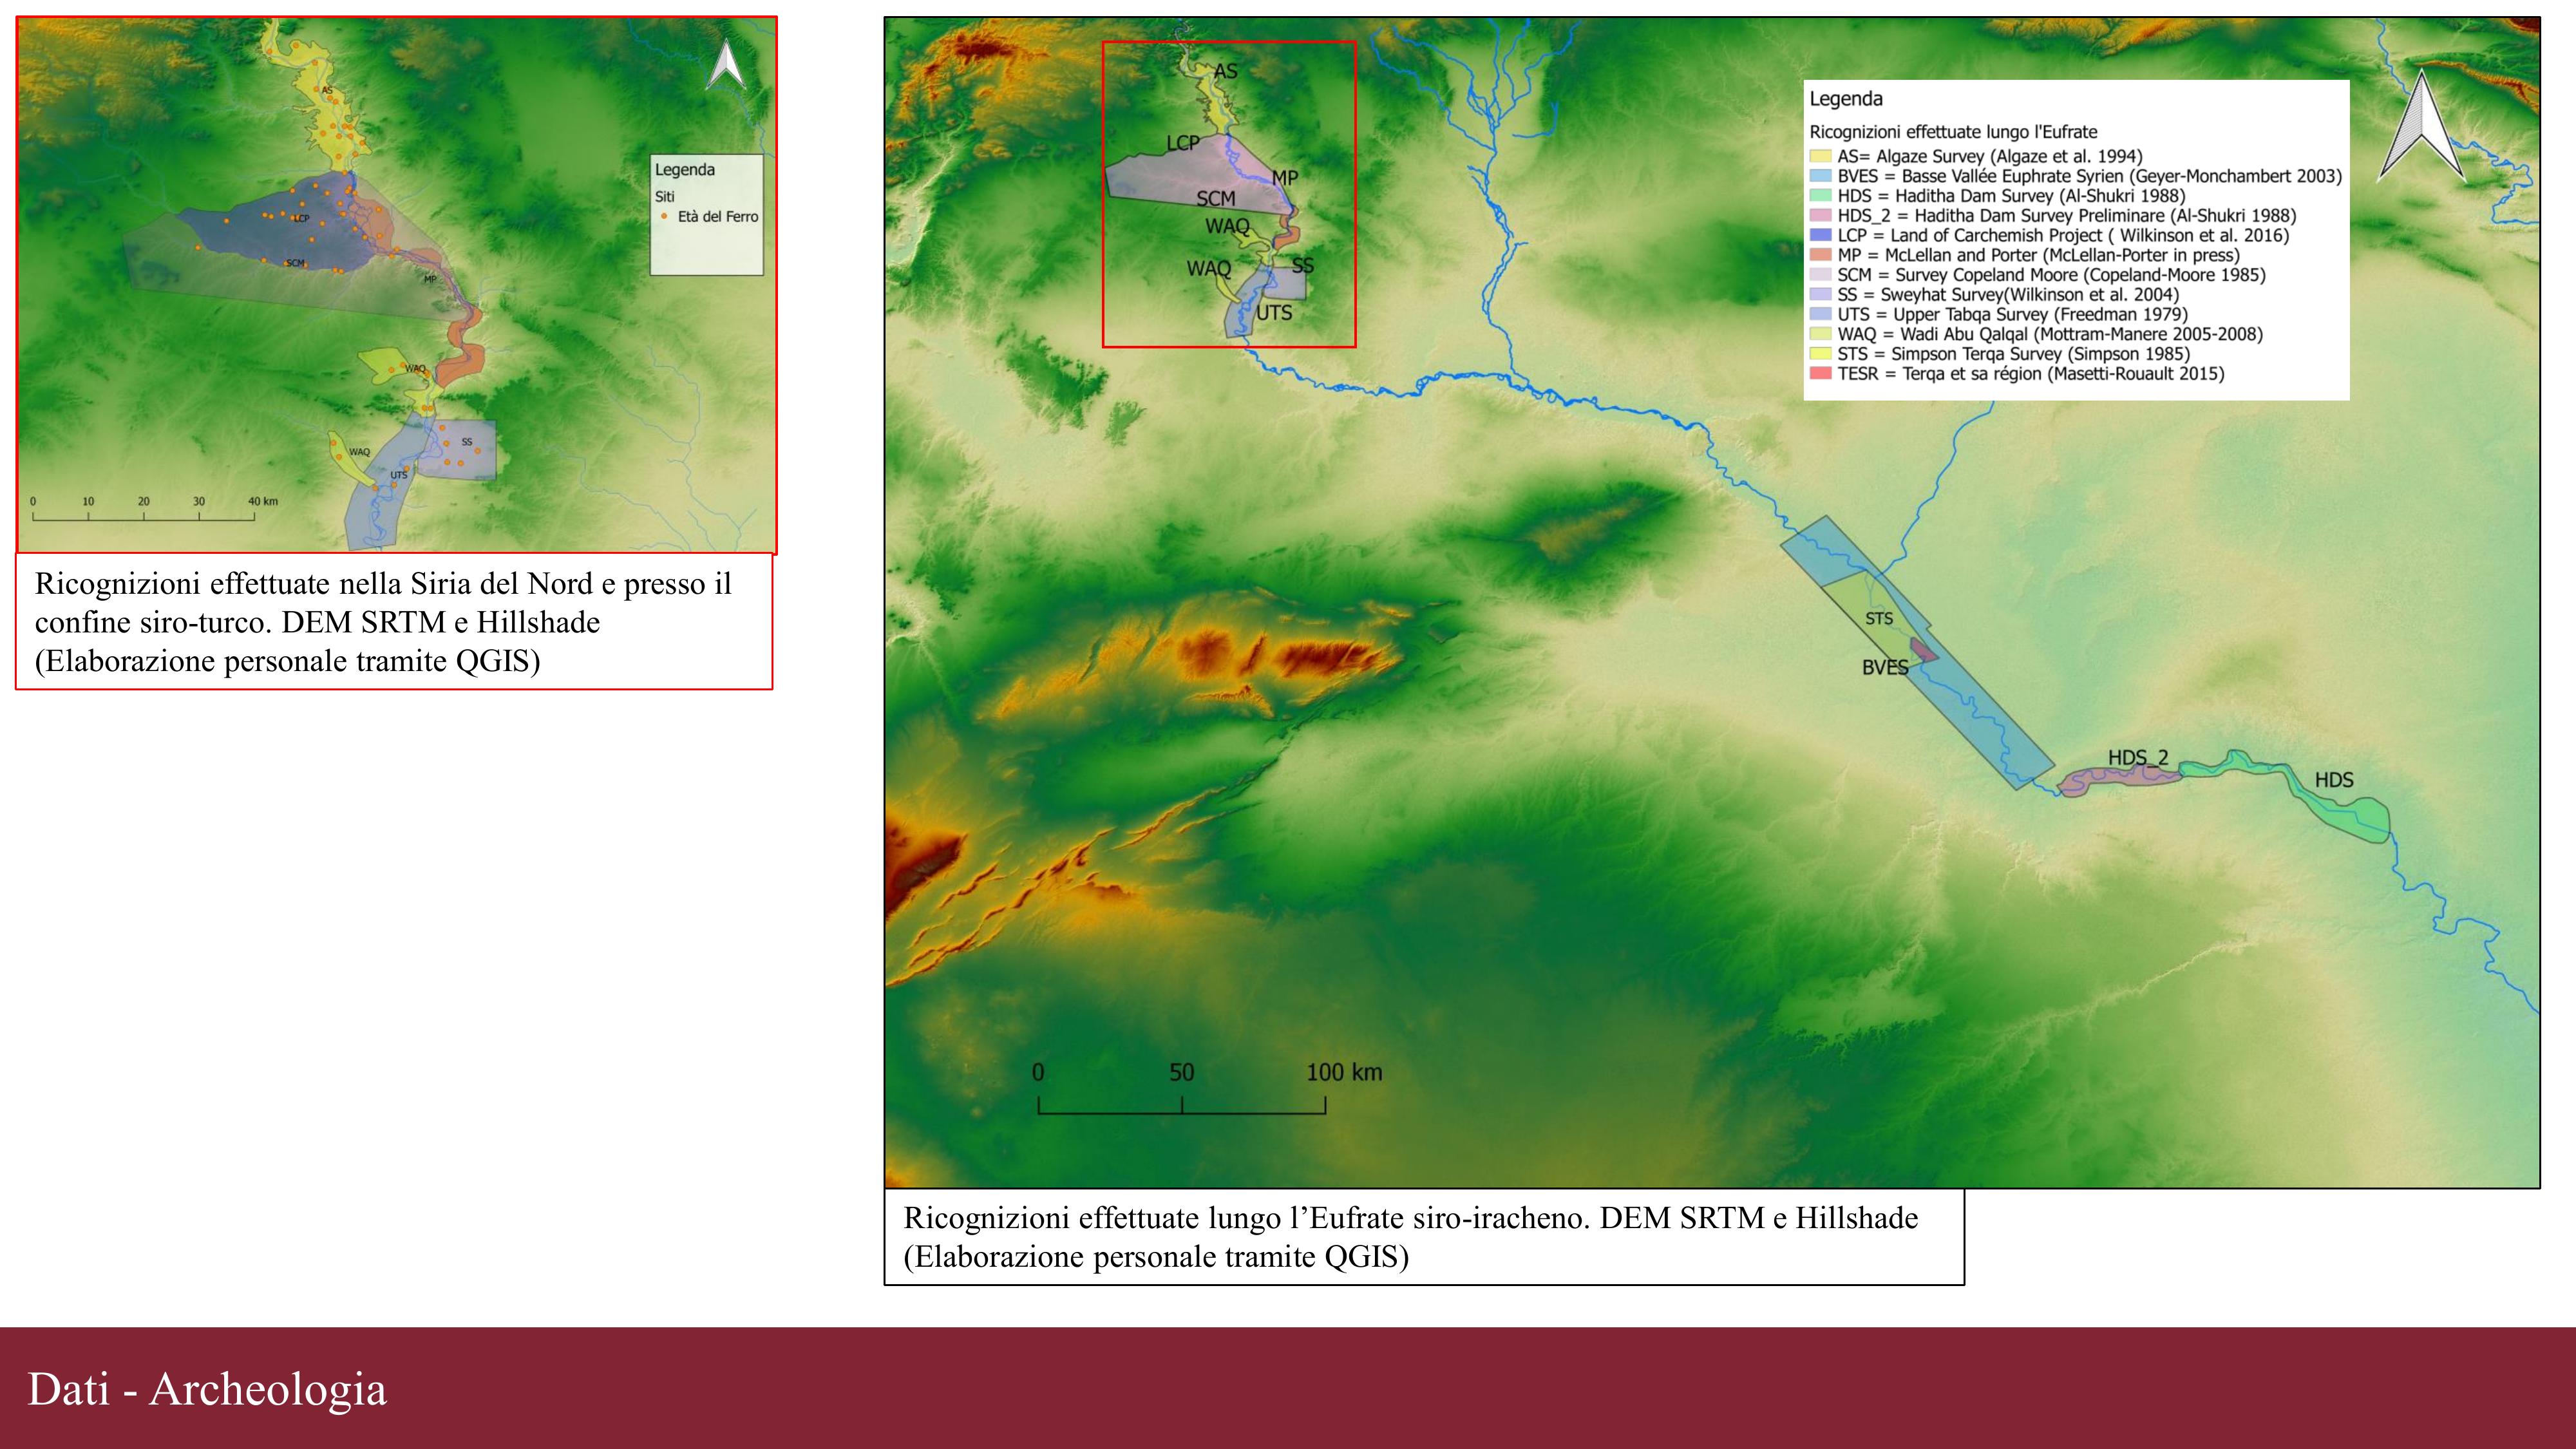 AS
LCP
SCM
MP
WAQ
WAQ
SS
UTS
Legenda
Siti
Età del Ferro
0 10 20 30 40 km
Ricognizioni effettuate nella Siria del Nord e presso il
confine siro-turco. DEM SRTM e Hillshade
(Elaborazione personale tramite QGIS)
AS
LCP
MP
SCM
WAQ
WAQ
SS
UTS
Legenda
Ricognizioni effettuate lungo l'Eufrate
AS= Algaze Survey (Algaze et al. 1994)
BVES = Basse Vallée Euphrate Syrien (Geyer-Monchambert 2003)
HDS = Haditha Dam Survey (Al-Shukri 1988)
HDS_2 = Haditha Dam Survey Preliminare (Al-Shukri 1988)
LCP = Land of Carchemish Project ( Wilkinson et al. 2016)
MP = McLellan and Porter (McLellan-Porter in press)
SCM = Survey Copeland Moore (Copeland-Moore 1985)
SS = Sweyhat Survey(Wilkinson et al. 2004)
UTS = Upper Tabqa Survey (Freedman 1979)
WAQ = Wadi Abu Qalqal (Mottram-Manere 2005-2008)
STS = Simpson Terqa Survey (Simpson 1985)
TESR = Terqa et sa région (Masetti-Rouault 2015)
STS
BVES
HDS_2
HDS
0 50 100 km
Ricognizioni effettuate lungo l’Eufrate siro-iracheno. DEM SRTM e Hillshade
(Elaborazione personale tramite QGIS)
Dati - Archeologia